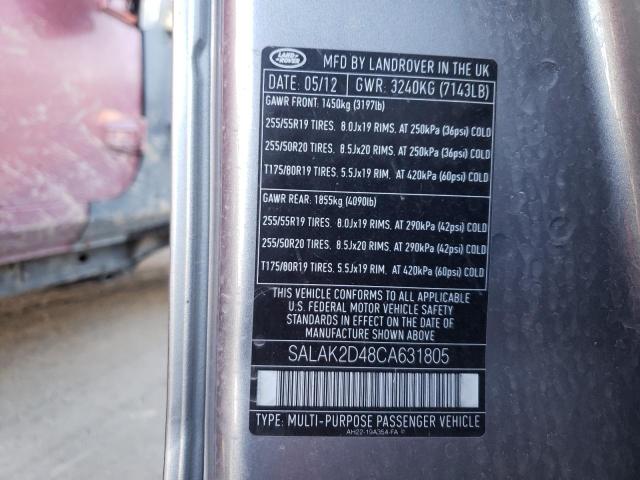 LAND ROVER
MFD BY LANDROVER IN THE UK
DATE: 05/12 GWR: 3240KG (7143LB)
GAWR FRONT: 1450kg (3197lb)
255/55R19 TIRES. 8.0Jx19 RIMS. AT 250kPa (36psi) COLD
255/50R20 TIRES. 8.5Jx20 RIMS. AT 250kPa (36psi) COLD
T175/80R19 TIRES. 5.5Jx19 RIM. AT 420kPa (60psi) COLD
GAWR REAR: 1855kg (4090lb)
255/55R19 TIRES. 8.0Jx19 RIMS. AT 290kPa (42psi) COLD
255/50R20 TIRES. 8.5Jx20 RIMS. AT 290kPa (42psi) COLD
T175/80R19 TIRES. 5.5Jx19 RIM. AT 420kPa (60psi) COLD
THIS VEHICLE CONFORMS TO ALL APPLICABLE
U.S. FEDERAL MOTOR VEHICLE SAFETY
STANDARDS IN EFFECT ON THE DATE OF
MANUFACTURE SHOWN ABOVE
SALAK2D48CA631805
TYPE: MULTI-PURPOSE PASSENGER VEHICLE
AH22-19A354-FA